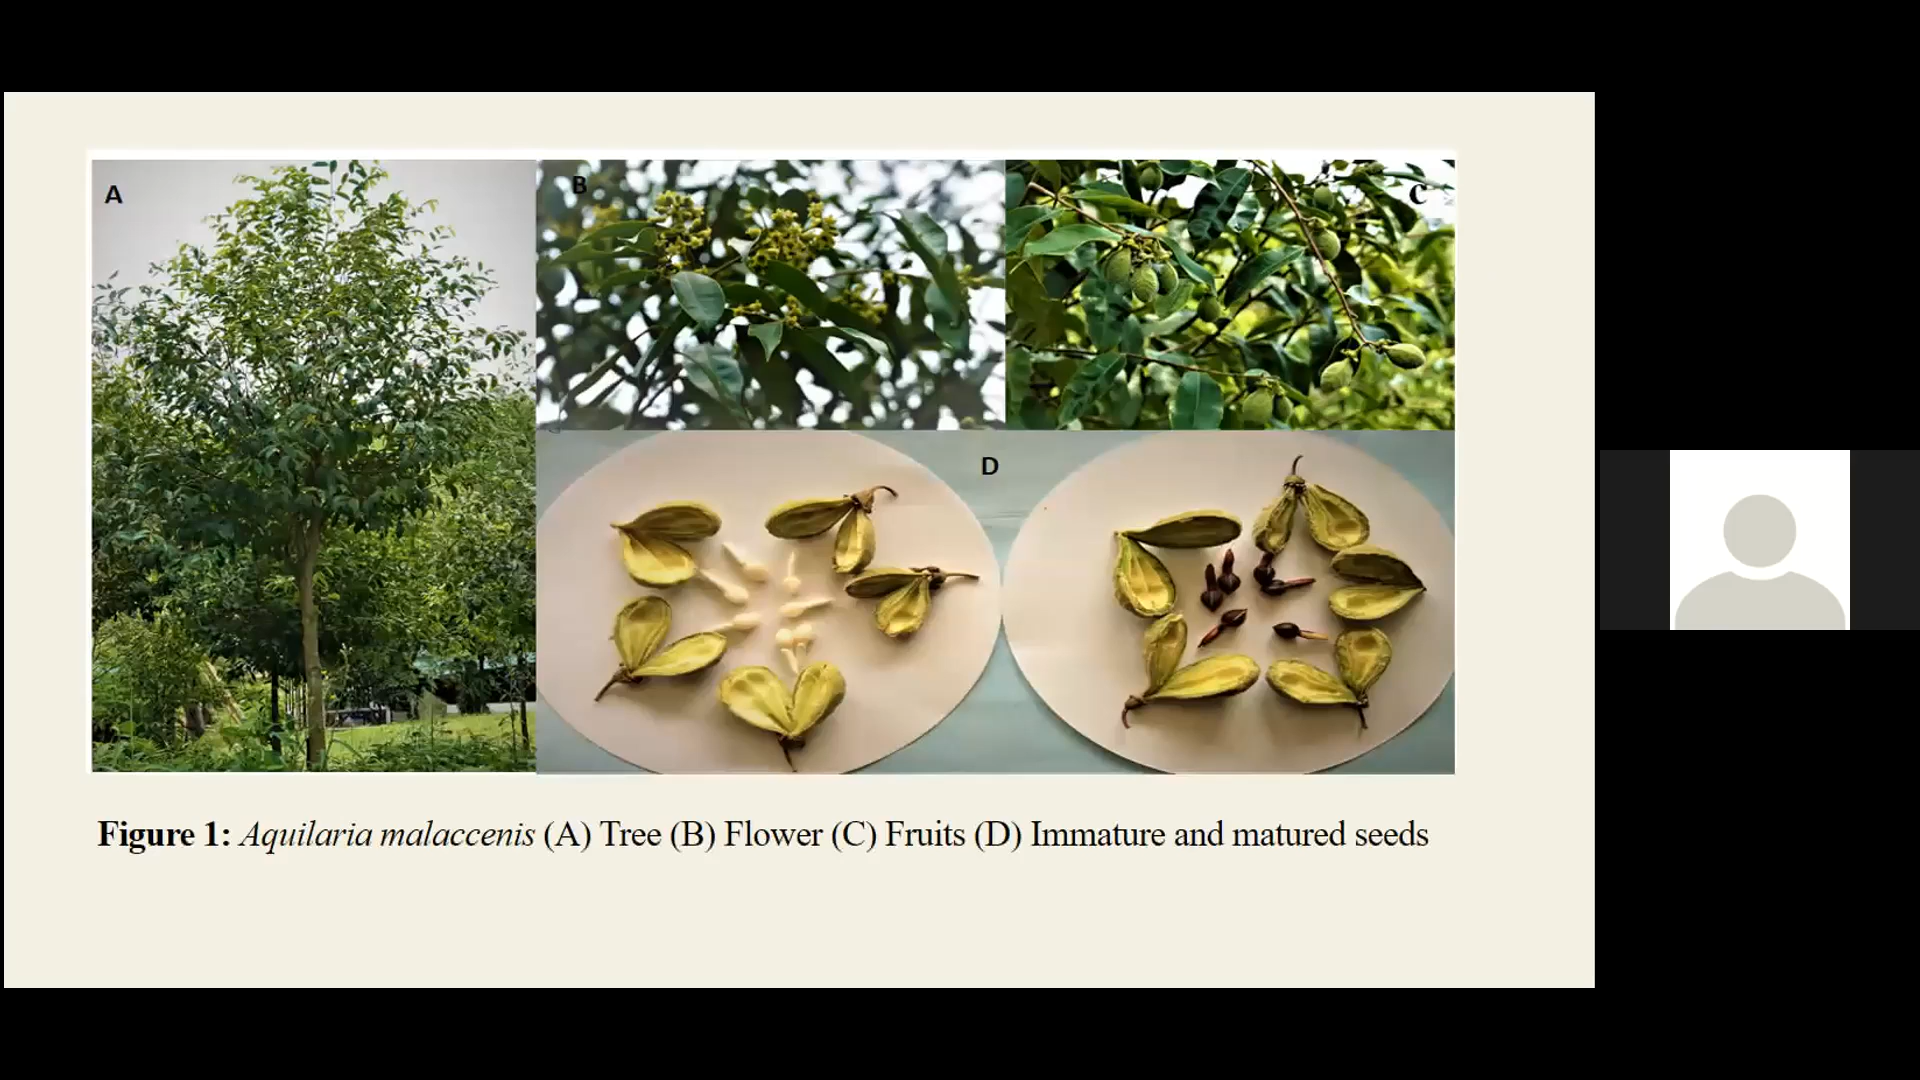 A
B
C
D
Figure 1: Aquilaria malaccenis (A) Tree (B) Flower (C) Fruits (D) Immature and matured seeds